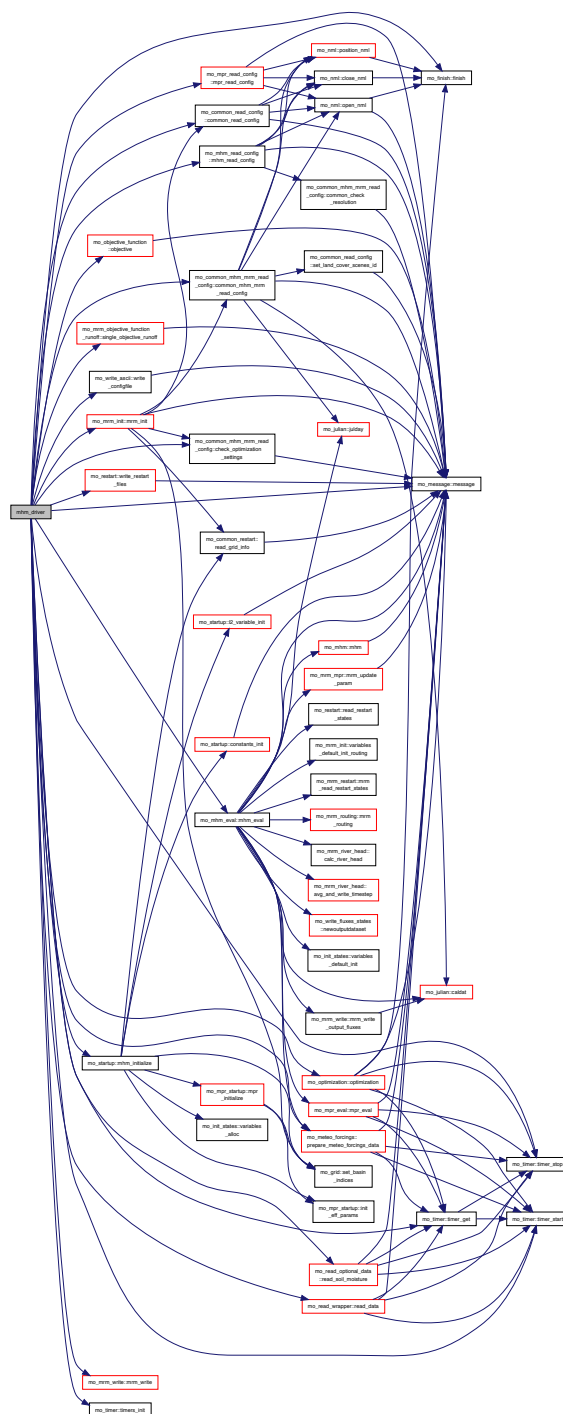 mo_nml::position_nml
mo_mpr_read_config
::mpr_read_config
mo_nml::close_nml
mo_finish::finish
mo_nml::open_nml
mo_common_read_config
::common_read_config
mo_mhm_read_config
::mhm_read_config
mo_common_mhm_mrm_read
_config::common_check
_resolution
mo_objective_function
::objective
mo_common_read_config
::set_land_cover_scenes_id
mo_common_mhm_mrm_read
_config::common_mhm_mrm
_read_config
mo_mrm_objective_function
_runoff::single_objective_runoff
mo_write_ascii::write
_configfile
mo_mrm_init::mrm_init
mo_julian::julday
mo_common_mhm_mrm_read
_config::check_optimization
_settings
mo_restart::write_restart
_files
mo_message::message
mhm_driver
mo_common_restart::
read_grid_info
mo_startup::l2_variable_init
mo_mhm::mhm
mo_mrm_mpr::mrm_update
_param
mo_restart::read_restart
_states
mo_startup::constants_init
mo_mrm_init::variables
_default_init_routing
mo_mrm_restart::mrm
_read_restart_states
mo_mhm_eval::mhm_eval
mo_mrm_routing::mrm
_routing
mo_mrm_river_head::
calc_river_head
mo_mrm_river_head::
avg_and_write_timestep
mo_write_fluxes_states
::newoutputdataset
mo_init_states::variables
_default_init
mo_julian::caldat
mo_mrm_write::mrm_write
_output_fluxes
mo_startup::mhm_initialize
mo_optimization::optimization
mo_mpr_startup::mpr
_initialize
mo_mpr_eval::mpr_eval
mo_init_states::variables
_alloc
mo_meteo_forcings::
prepare_meteo_forcings_data
mo_timer::timer_stop
mo_grid::set_basin
_indices
mo_mpr_startup::init
_eff_params
mo_timer::timer_get
mo_timer::timer_start
mo_read_optional_data
::read_soil_moisture
mo_read_wrapper::read_data
mo_mrm_write::mrm_write
mo_timer::timers_init